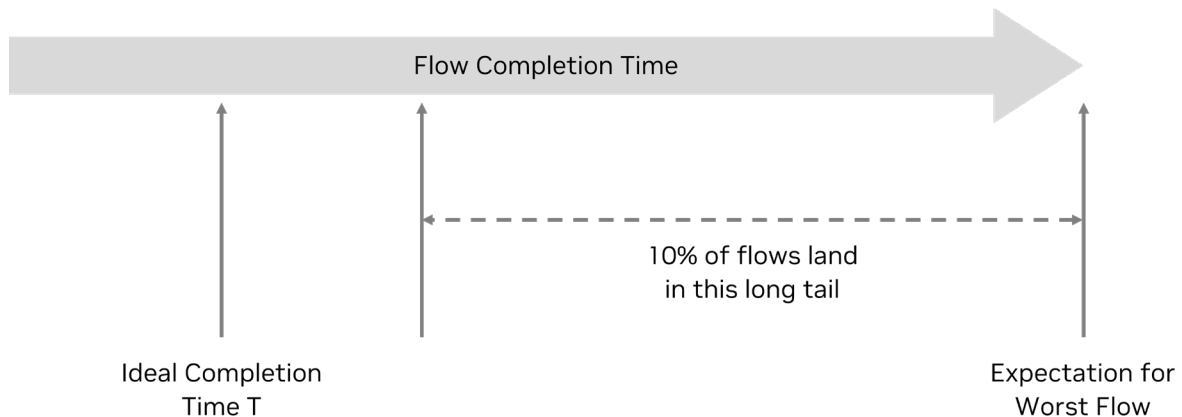 Flow Completion Time
10% of flows land
in this long tail
Ideal Completion
Time T
Expectation for
Worst Flow